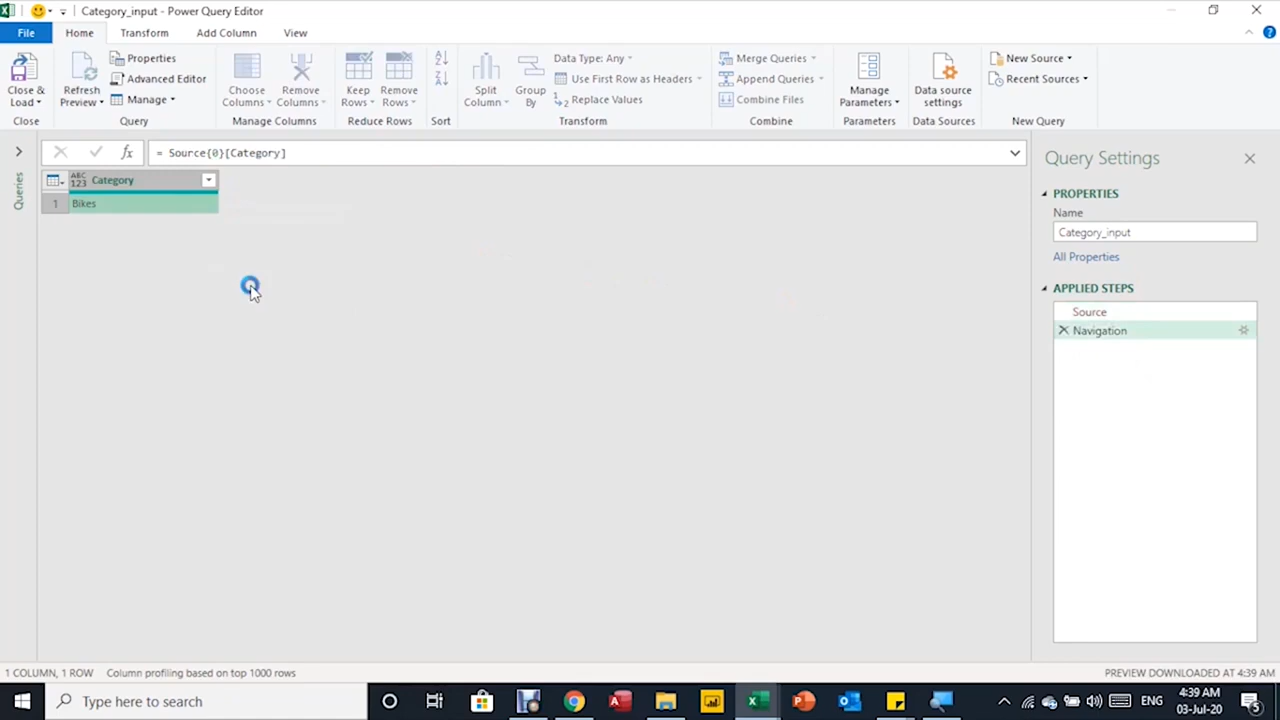 Category_input - Power Query Editor
File
Home
Transform
Add Column
View
Close & Load
Close
Refresh Preview
Properties
Advanced Editor
Manage
Query
Choose Columns
Remove Columns
Manage Columns
Keep Rows
Remove Rows
Reduce Rows
Sort
Split Column
Group By
Data Type: Any
Use First Row as Headers
Replace Values
Transform
Merge Queries
Append Queries
Combine Files
Combine
Manage Parameters
Parameters
Data source settings
Data Sources
New Source
Recent Sources
New Query
Queries
fx
= Source{0}[Category]
ABC 123 Category
1 Bikes
Query Settings
PROPERTIES
Name
Category_input
All Properties
APPLIED STEPS
Source
Navigation
1 COLUMN, 1 ROW
Column profiling based on top 1000 rows
PREVIEW DOWNLOADED AT 4:39 AM
Type here to search
ENG
4:39 AM
03-Jul-20
5